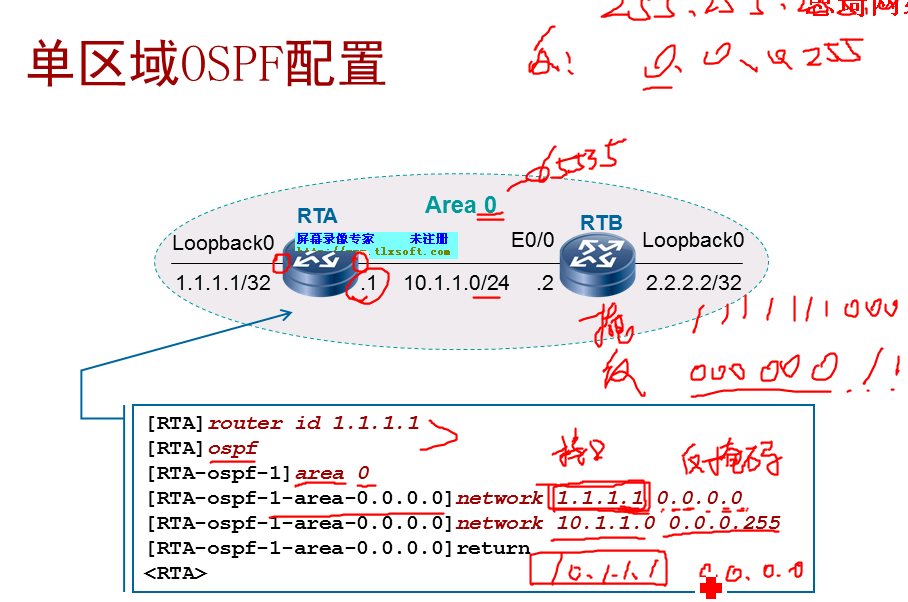 255.255.255.
单区域OSPF配置
反: 0.0.0.255
65535
Area 0
RTA
RTB
屏幕录像专家 未注册
http://www.tlxsoft.com
Loopback0
E0/0
Loopback0
1.1.1.1/32
.1
10.1.1.0/24
.2
2.2.2.2/32
掩 1111111000
反 000000 11
[RTA]router id 1.1.1.1
[RTA]ospf
接口 反掩码
[RTA-ospf-1]area 0
[RTA-ospf-1-area-0.0.0.0]network 1.1.1.1 0.0.0.0
[RTA-ospf-1-area-0.0.0.0]network 10.1.1.0 0.0.0.255
[RTA-ospf-1-area-0.0.0.0]return
<RTA>
10.1.1.1 0.0.0.0